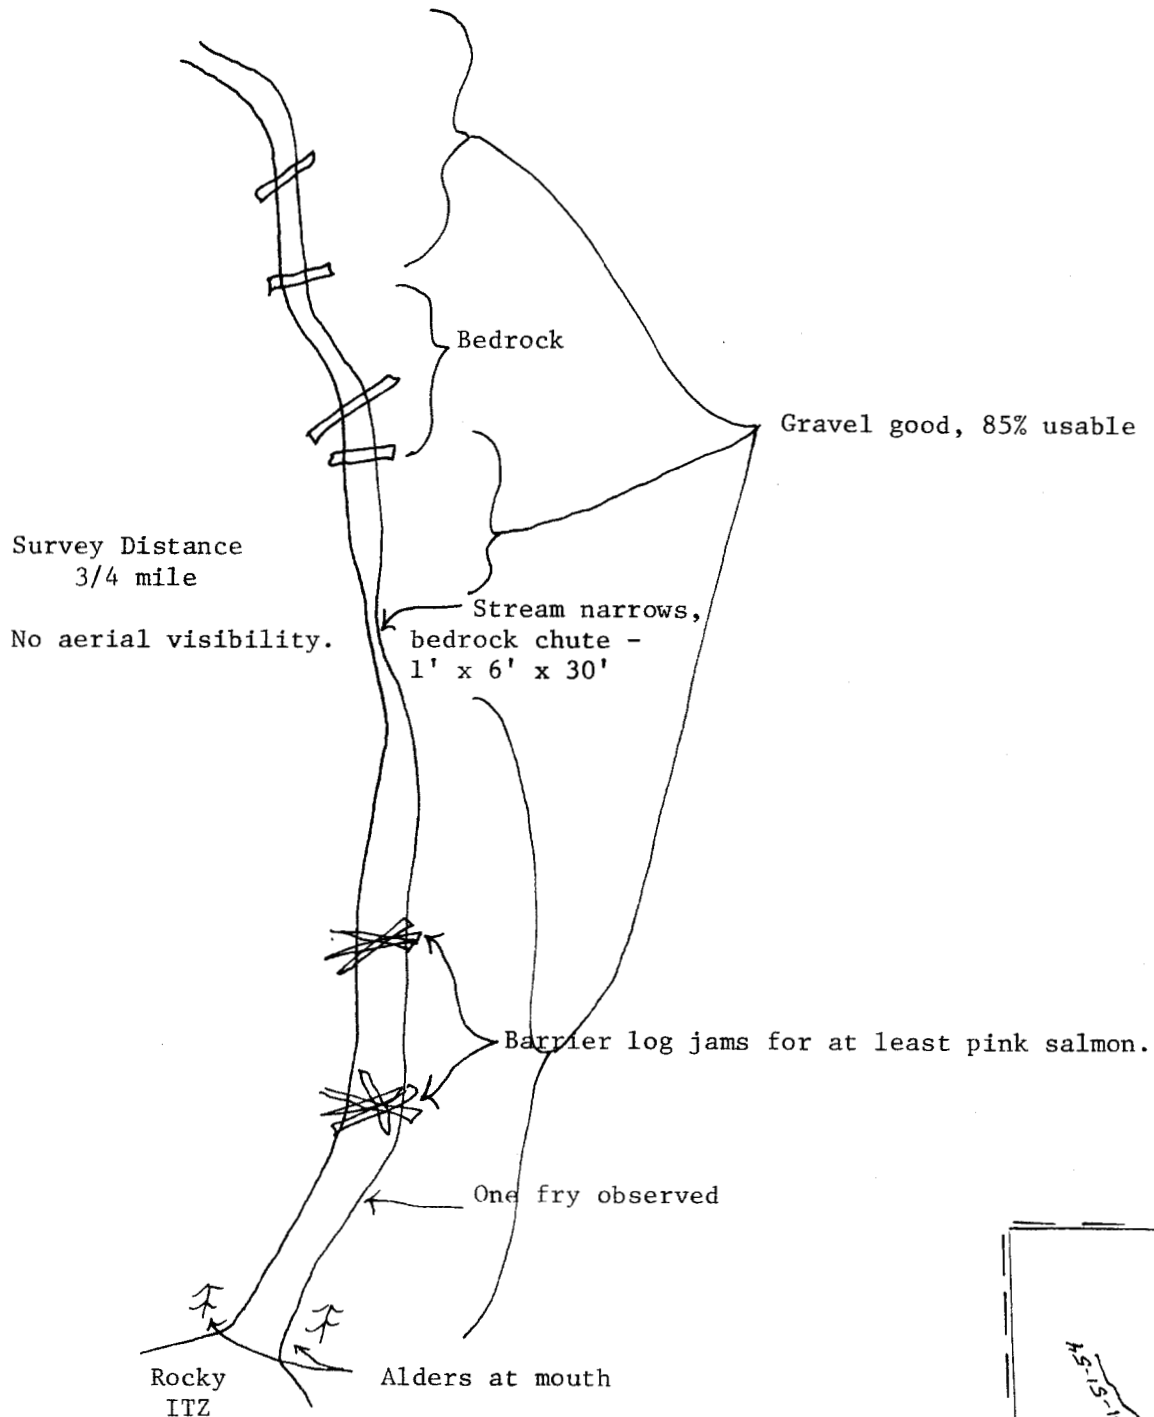 Bedrock
Gravel good, 85% usable
Survey Distance
3/4 mile
No aerial visibility.
Stream narrows,
bedrock chute -
1' x 6' x 30'
Barrier log jams for at least pink salmon.
One fry observed
Alders at mouth
Rocky
ITZ